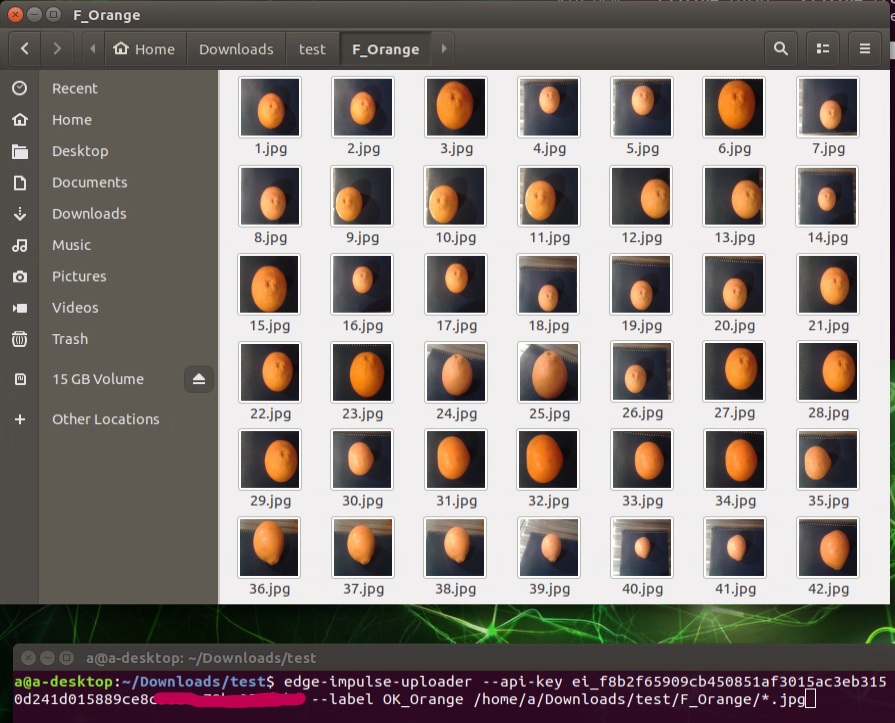 F_Orange
Home Downloads test F_Orange
Recent
Home
Desktop
Documents
Downloads
Music
Pictures
Videos
Trash
15 GB Volume
Other Locations
1.jpg 2.jpg 3.jpg 4.jpg 5.jpg 6.jpg 7.jpg
8.jpg 9.jpg 10.jpg 11.jpg 12.jpg 13.jpg 14.jpg
15.jpg 16.jpg 17.jpg 18.jpg 19.jpg 20.jpg 21.jpg
22.jpg 23.jpg 24.jpg 25.jpg 26.jpg 27.jpg 28.jpg
29.jpg 30.jpg 31.jpg 32.jpg 33.jpg 34.jpg 35.jpg
36.jpg 37.jpg 38.jpg 39.jpg 40.jpg 41.jpg 42.jpg
a@a-desktop: ~/Downloads/test
a@a-desktop:~/Downloads/test$ edge-impulse-uploader --api-key ei_f8b2f65909cb450851af3015ac3eb315
0d241d015889ce8c --label OK_Orange /home/a/Downloads/test/F_Orange/*.jpg